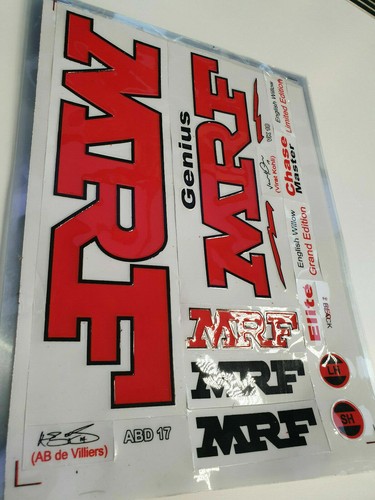 MRF
Genius
MRF
English Willow
Limited Edition
(Virat Kohli)
Chase
Master
English Willow
Grand Edition
Elite
MRF
MRF
MRF
LH
SH
(AB de Villiers)
ABD 17